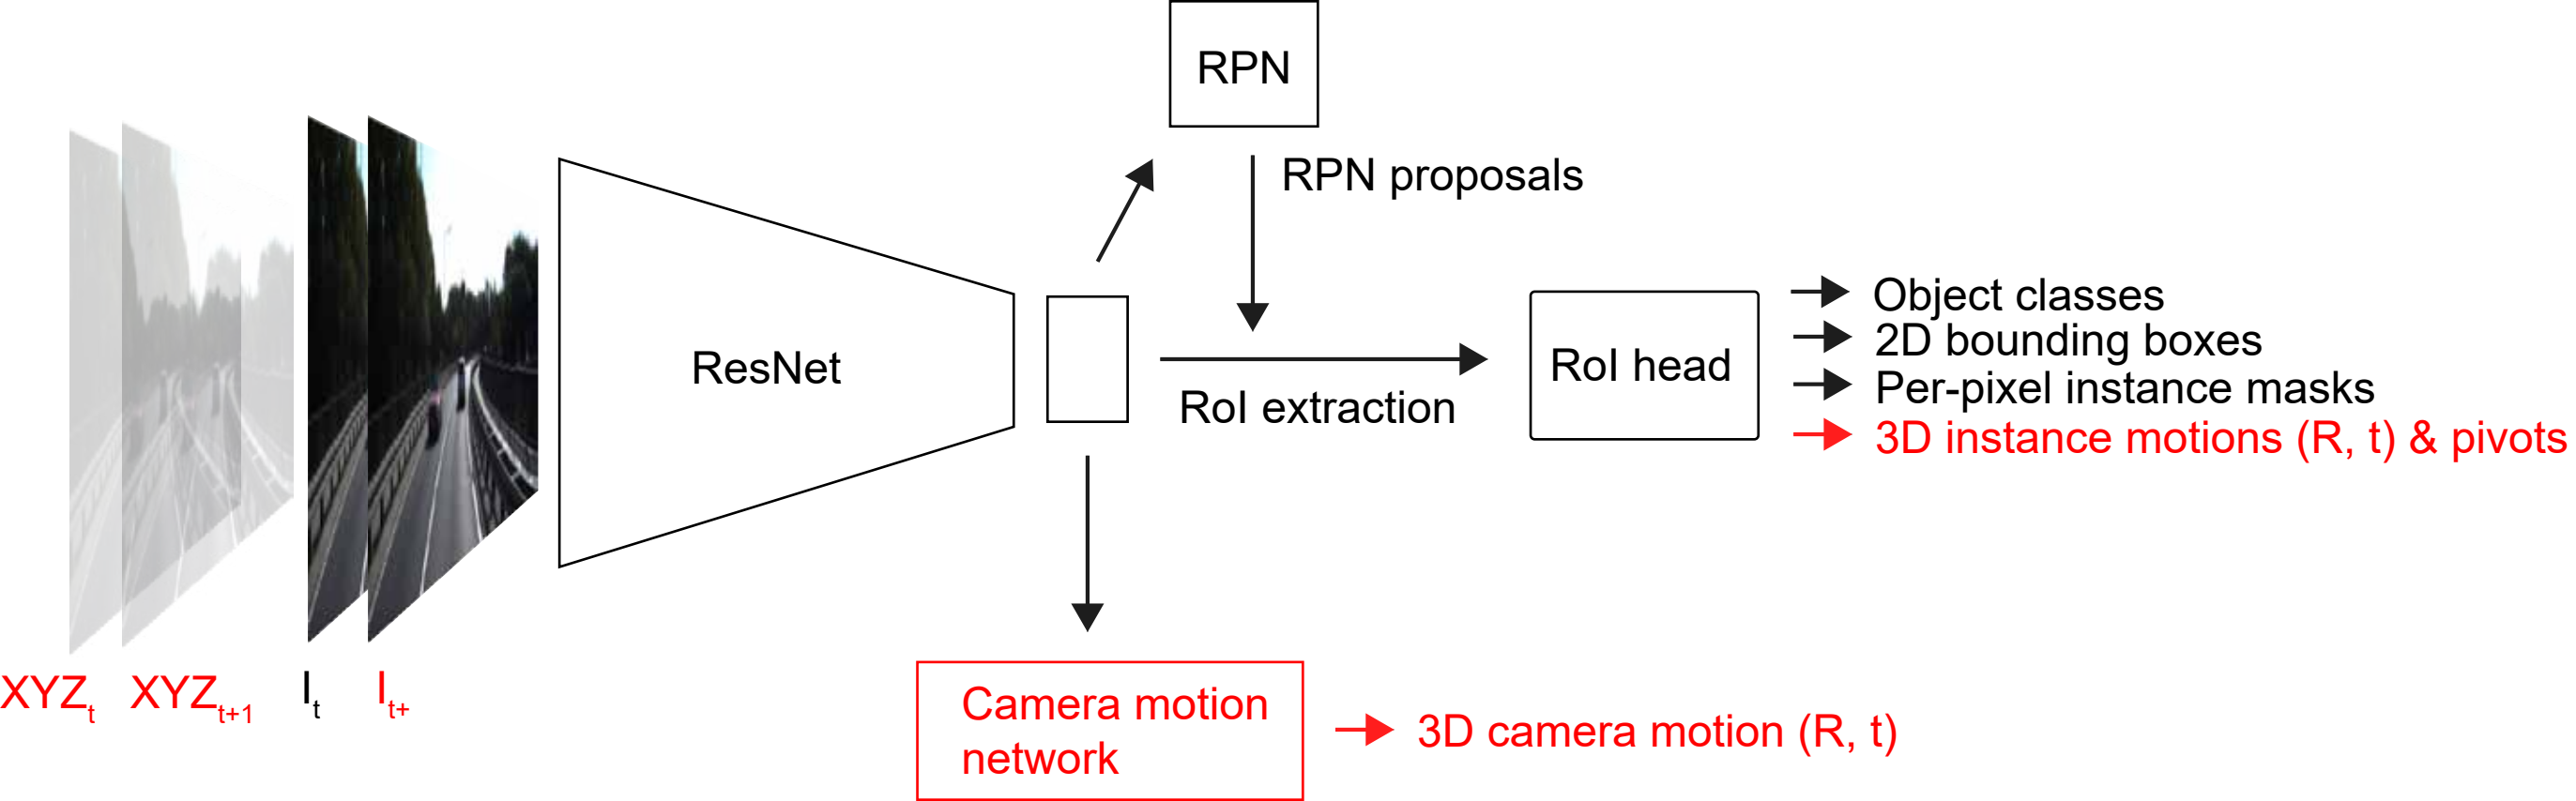 RPN
RPN proposals
ResNet
RoI extraction
RoI head
Object classes
2D bounding boxes
Per-pixel instance masks
3D instance motions (R, t) & pivots
XYZt XYZt+1 It It+
Camera motion
network
3D camera motion (R, t)